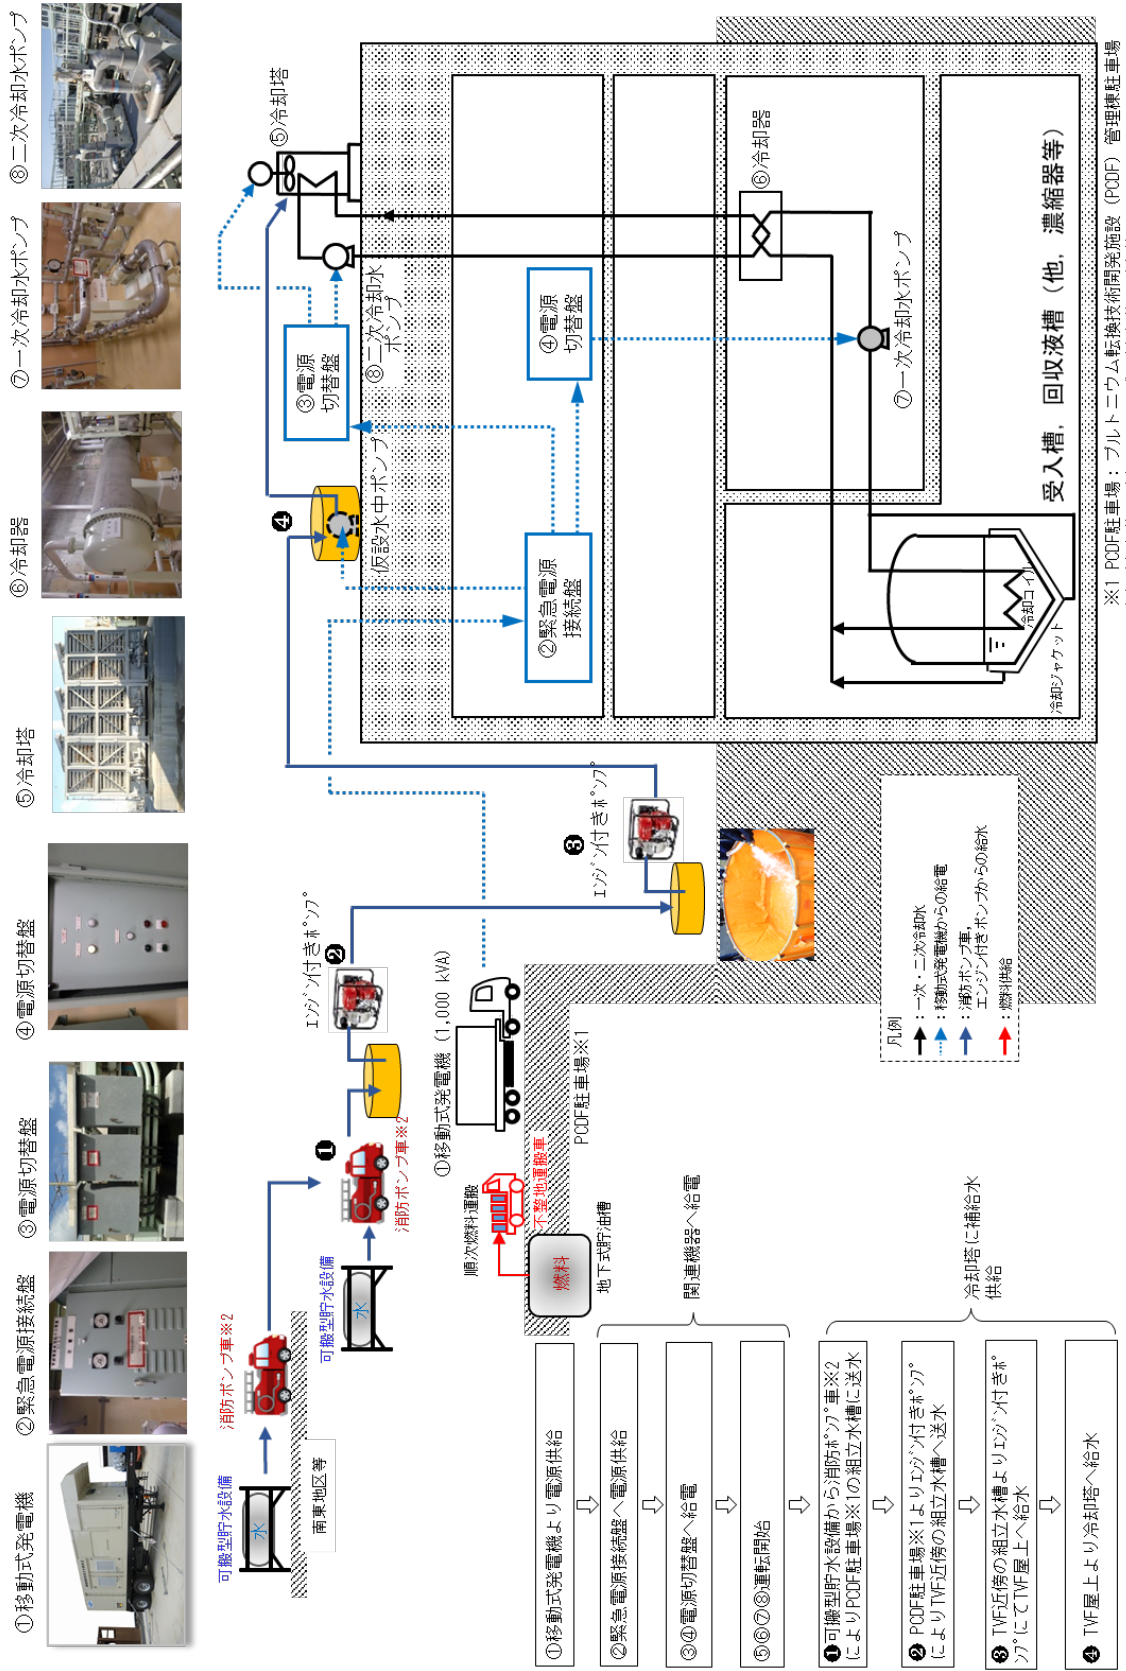 ①移動式発電機
②緊急電源接続盤
③電源切替盤
④電源切替盤
⑤冷却塔
⑥冷却器
⑦一次冷却水ポンプ
⑧二次冷却水ポンプ
可搬型貯水設備
水
南東地区等
消防ポンプ車※2
可搬型貯水設備
水
❶
消防ポンプ車※2
エンジン付きポンプ
❷
①移動式発電機 (1,000 kVA)
順次燃料運搬
不整地運搬車
燃料
地下式貯油槽
PCDF駐車場※1
エンジン付きポンプ
❸
❹
仮設水中ポンプ
③電源
切替盤
⑧二次冷却水
ポンプ
⑤冷却塔
②緊急電源
接続盤
④電源
切替盤
⑥冷却器
⑦一次冷却水ポンプ
冷却コイル
冷却ジャケット
受入槽, 回収液槽 (他, 濃縮器等)
凡例
:一次・二次冷却水
:移動式発電機からの給電
:消防ポンプ車,
エンジン付きポンプからの給水
:燃料供給
①移動式発電機より電源供給
②緊急電源接続盤へ電源供給
③④電源切替盤へ給電
⑤⑥⑦⑧運転開始
関連機器へ給電
❶可搬型貯水設備から消防ポンプ車※2
によりPCDF駐車場※1の組立水槽に送水
❷ PCDF駐車場※1よりエンジン付きポンプ
によりTVF近傍の組立水槽へ送水
❸ TVF近傍の組立水槽よりエンジン付きポ
ンプにてTVF屋上へ給水
❹ TVF屋上より冷却塔へ給水
冷却塔に補給水
供給
※1 PCDF駐車場:プルトニウム転換技術開発施設 (PCDF) 管理棟駐車場